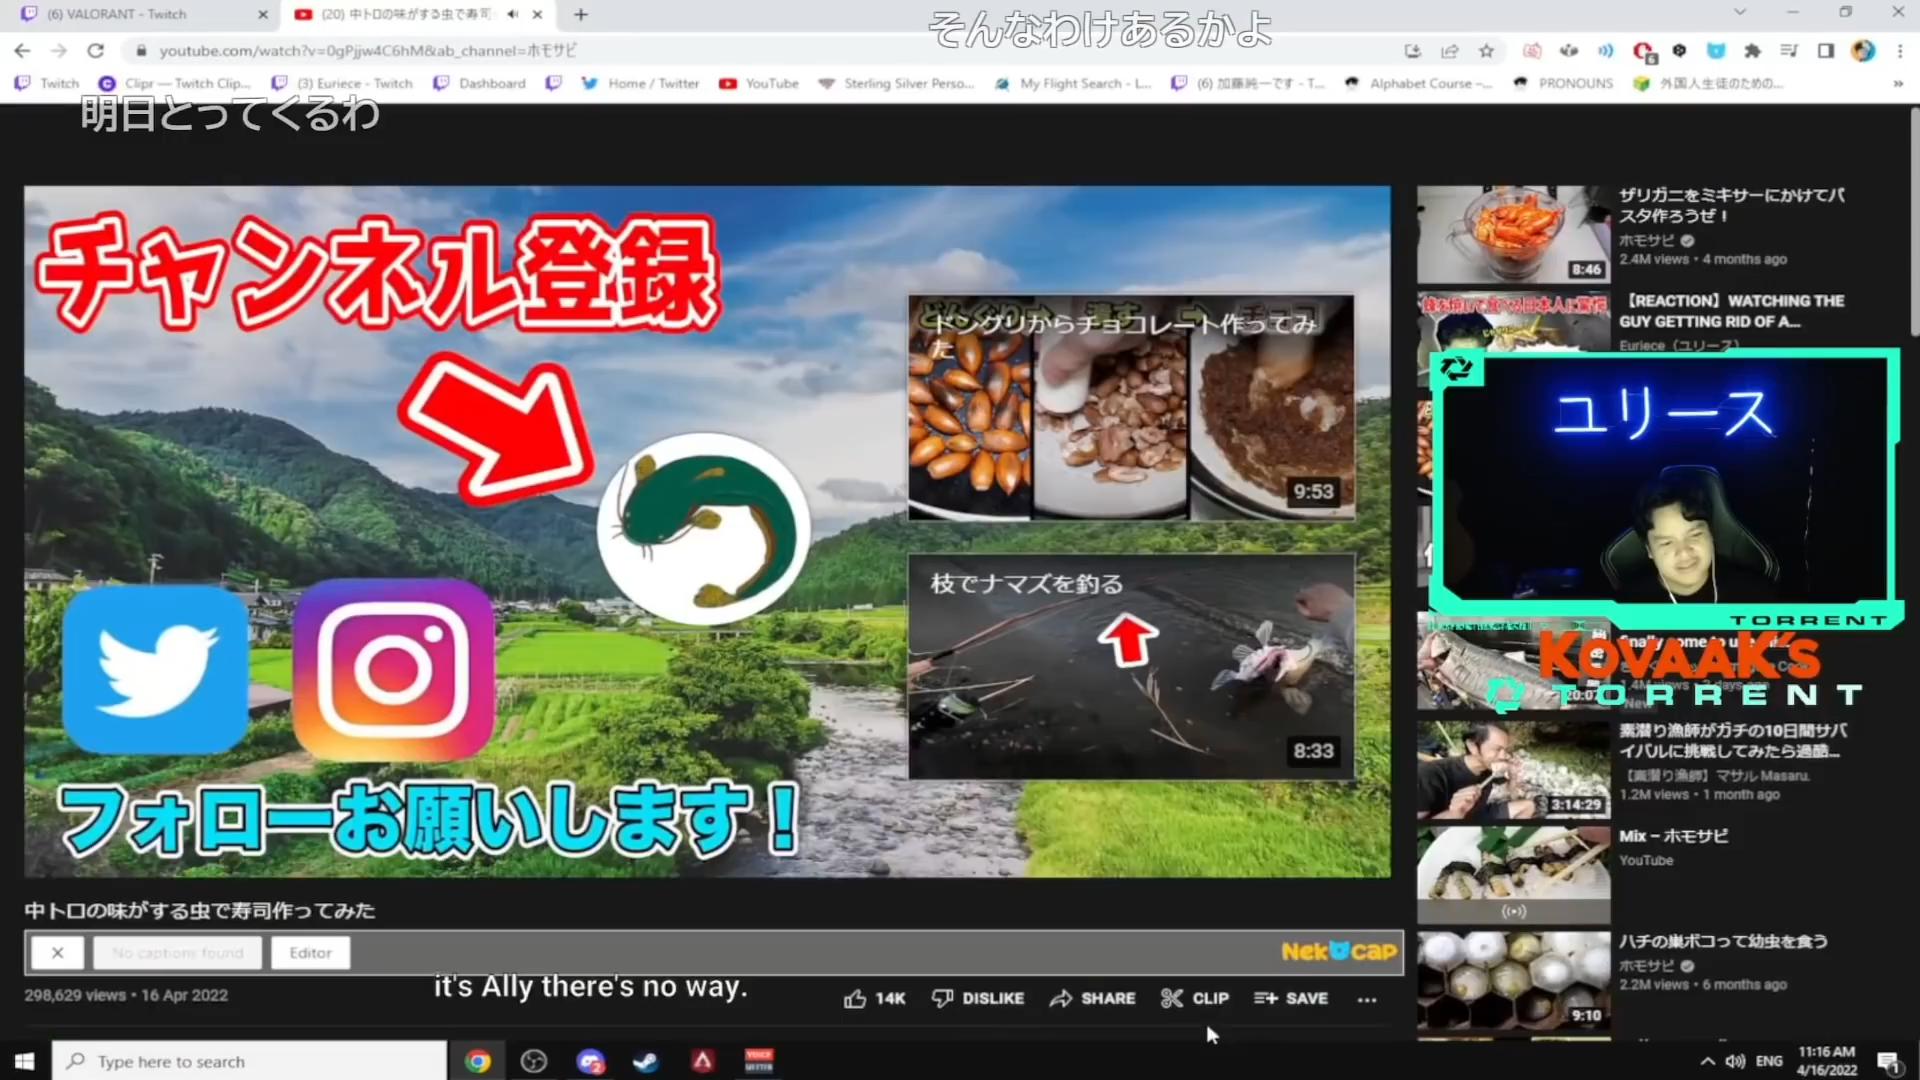 (6) VALORANT - Twitch
(20) 中トロの味がする虫で寿司
そんなわけあるかよ
youtube.com/watch?v=0gPjjw4C6hM&ab_channel=ホモサピ
Twitch
Clipr — Twitch Clip...
(3) Euriece - Twitch
Dashboard
Home / Twitter
YouTube
Sterling Silver Perso...
My Flight Search - L...
(6) 加藤純一です - T...
Alphabet Course –...
PRONOUNS
外国人生徒のための...
明日とってくるわ
チャンネル登録
フォローお願いします！
ドングリからチョコレート作ってみた
9:53
枝でナマズを釣る
8:33
ザリガニをミキサーにかけてパスタ作ろうぜ！
ホモサピ
2.4M views • 4 months ago
8:46
【REACTION】WATCHING THE GUY GETTING RID OF A...
Euriece（ユリース）
ユリース
TORRENT
KovaaK's
TORRENT
20:07
素潜り漁師がガチの10日間サバイバルに挑戦してみたら過酷...
【素潜り漁師】マサル Masaru.
1.2M views • 1 month ago
3:14:29
Mix – ホモサピ
YouTube
ハチの巣ボコって幼虫を食う
ホモサピ
2.2M views • 6 months ago
9:10
中トロの味がする虫で寿司作ってみた
No captions found
Editor
Nekcap
298,629 views • 16 Apr 2022
it's Ally there's no way.
14K
DISLIKE
SHARE
CLIP
SAVE
Type here to search
ENG
11:16 AM
4/16/2022